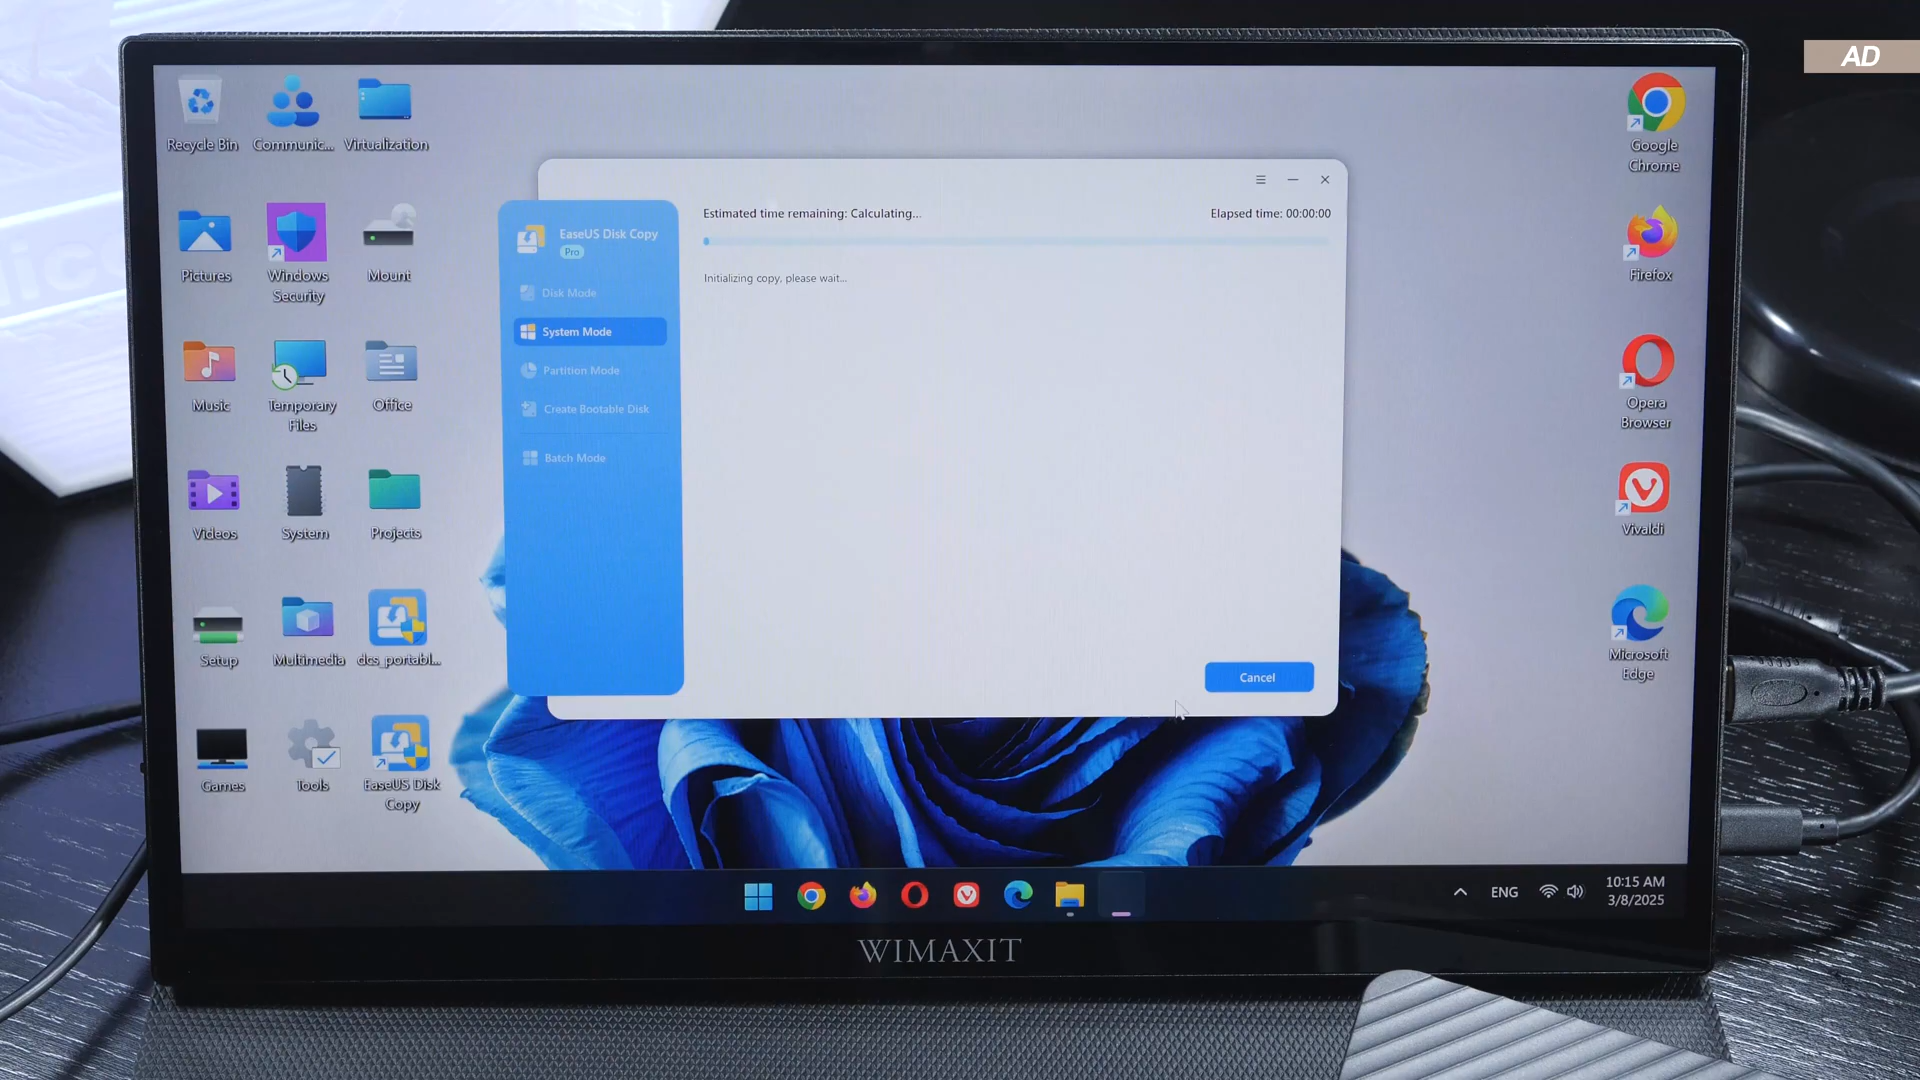 AD
Recycle Bin
Communic...
Virtualization
Pictures
Windows
Security
Mount
Music
Temporary
Files
Office
Videos
System
Projects
Setup
Multimedia
dcs_portabl...
Games
Tools
EaseUS Disk
Copy
EaseUS Disk Copy
Pro
Disk Mode
System Mode
Partition Mode
Create Bootable Disk
Batch Mode
Estimated time remaining: Calculating...
Elapsed time: 00:00:00
Initializing copy, please wait...
Cancel
Google
Chrome
Firefox
Opera
Browser
Vivaldi
Microsoft
Edge
ENG
10:15 AM
3/8/2025
WIMAXIT